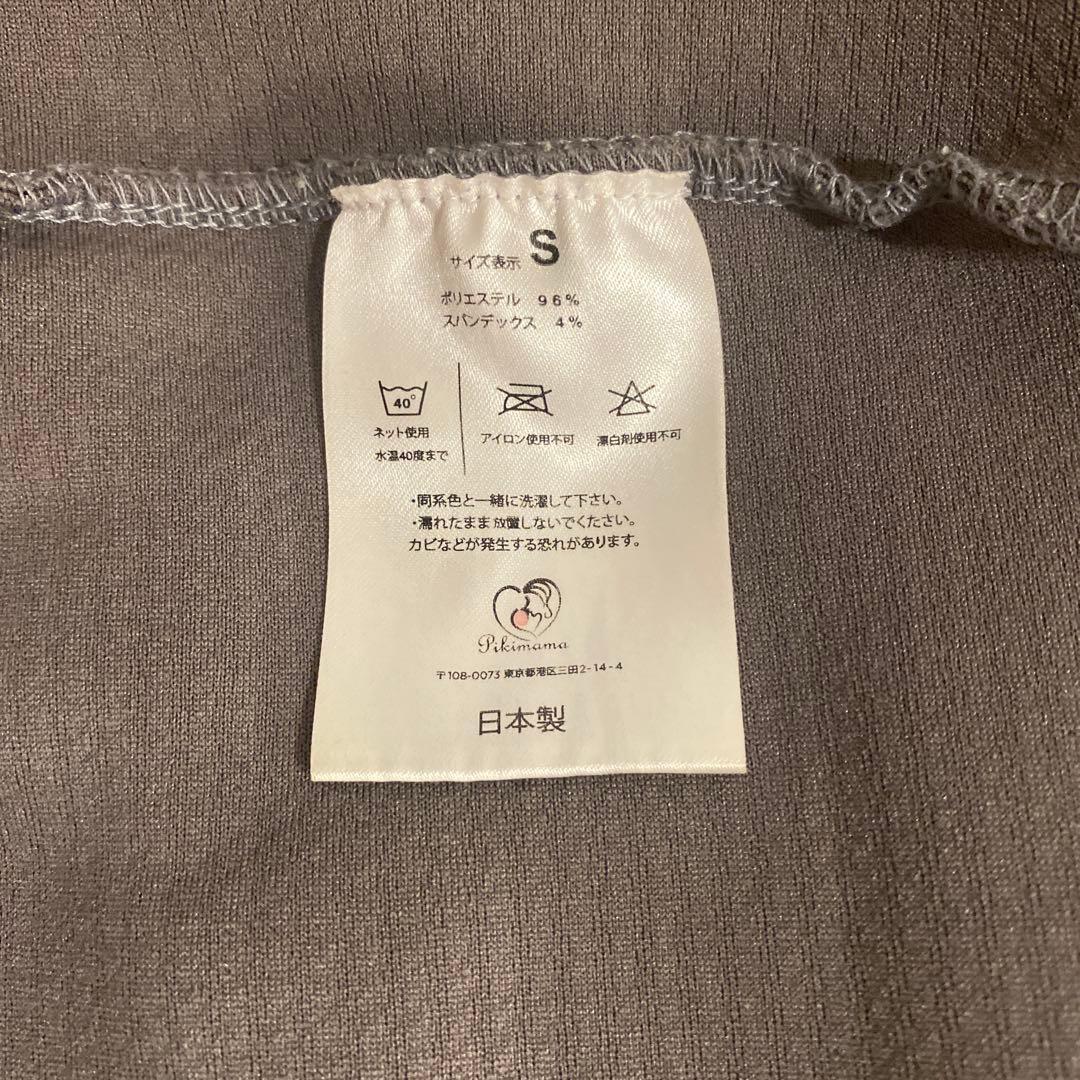 サイズ表示 S
ポリエステル 96%
スパンデックス 4%
40°
ネット使用
水温40度まで
アイロン使用不可
漂白剤使用不可
・同系色と一緒に洗濯して下さい。
・濡れたまま放置しないでください。
カビなどが発生する恐れがあります。
Pikimama
〒108-0073 東京都港区三田2-14-4
日本製